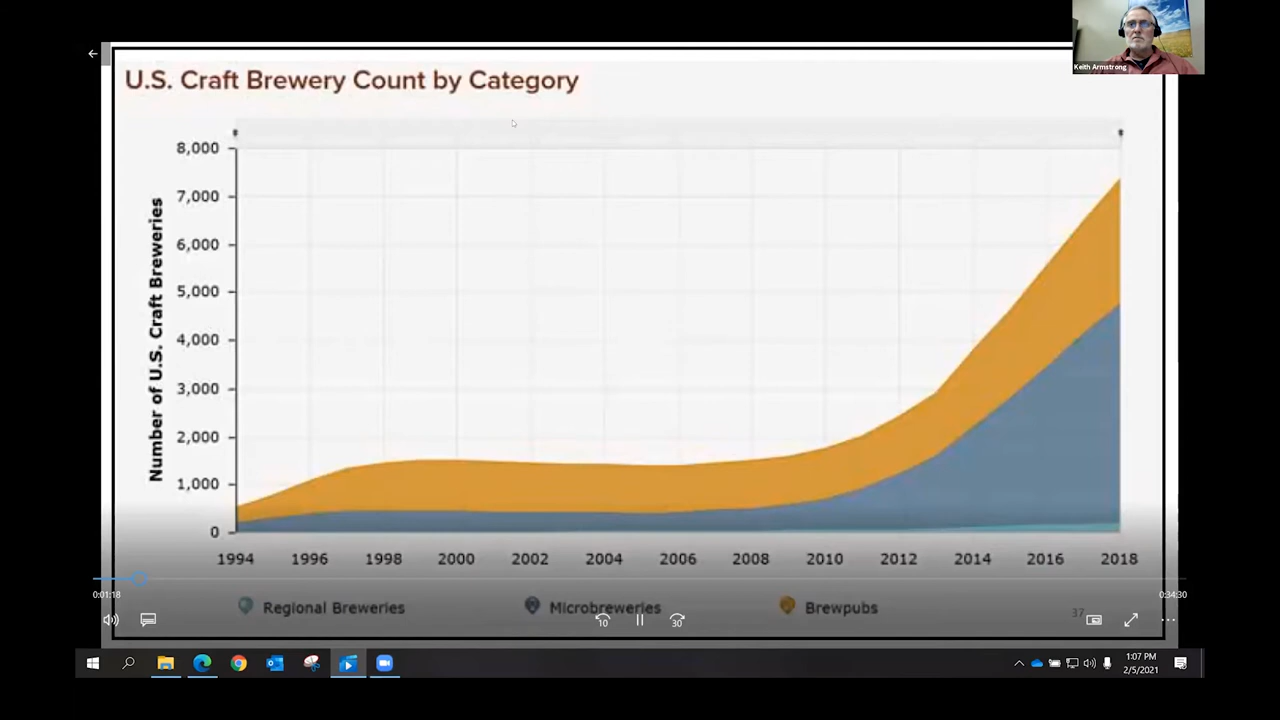 Keith Armstrong
U.S. Craft Brewery Count by Category
Number of U.S. Craft Breweries
8,000
7,000
6,000
5,000
4,000
3,000
2,000
1,000
0
1994 1996 1998 2000 2002 2004 2006 2008 2010 2012 2014 2016 2018
0:01:18 0:34:30
Regional Breweries Microbreweries Brewpubs 37
10 30
1:07 PM
2/5/2021